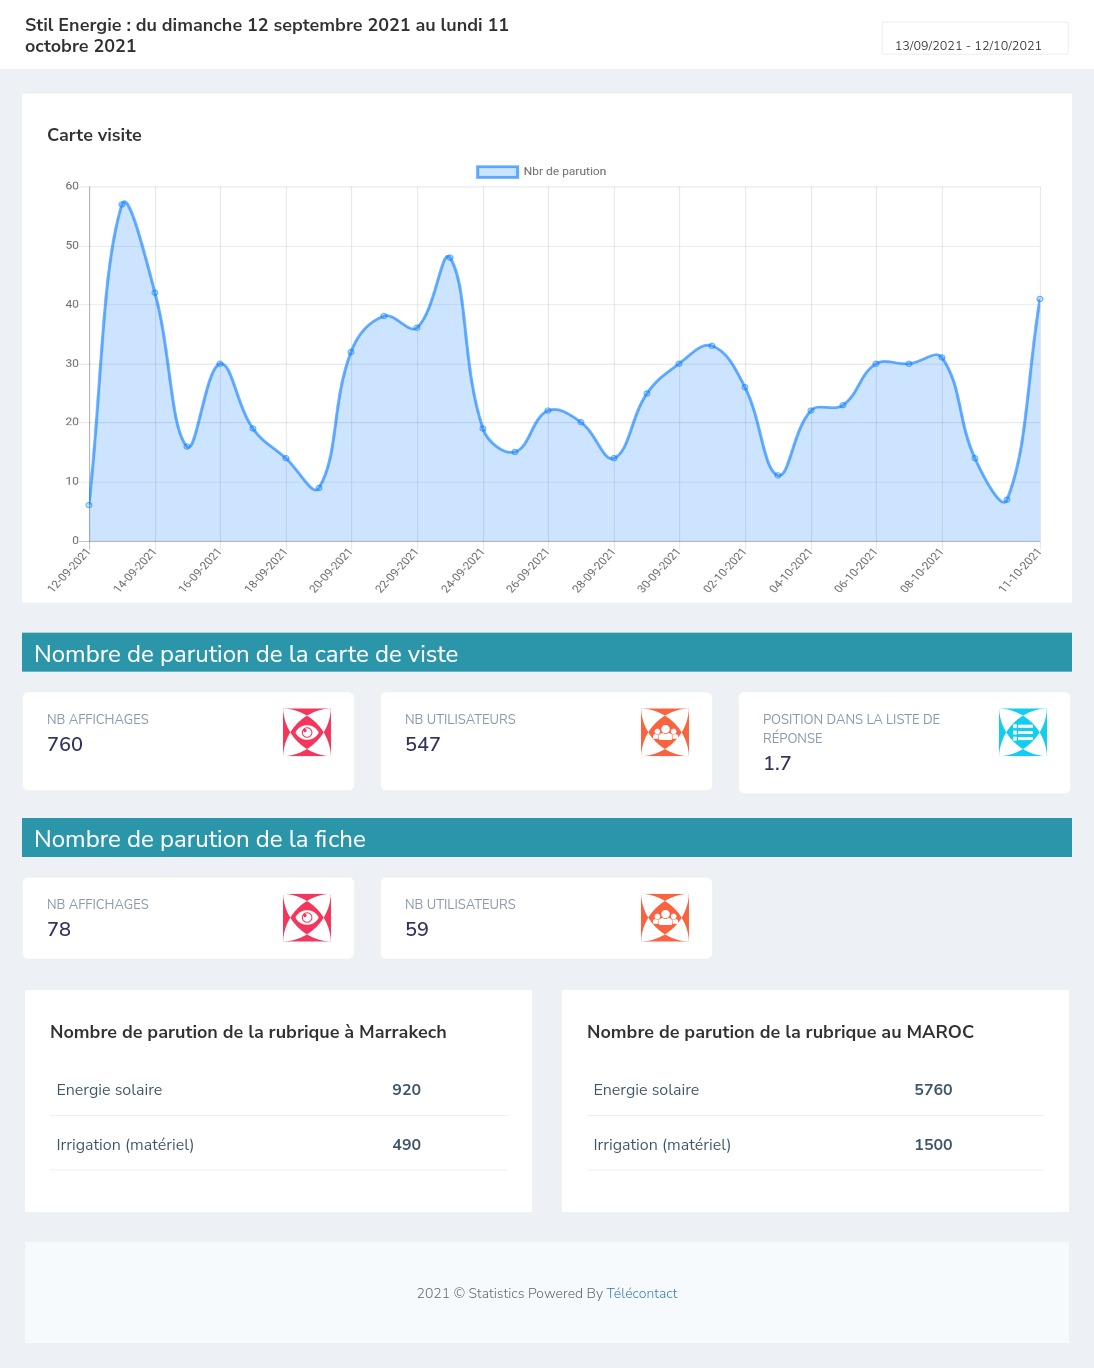 Stil Energie : du dimanche 12 septembre 2021 au lundi 11
octobre 2021
13/09/2021 - 12/10/2021
Carte visite
Nbr de parution
60
50
40
30
20
10
0
12-09-2021
14-09-2021
16-09-2021
18-09-2021
20-09-2021
22-09-2021
24-09-2021
26-09-2021
28-09-2021
30-09-2021
02-10-2021
04-10-2021
06-10-2021
08-10-2021
11-10-2021
Nombre de parution de la carte de viste
NB AFFICHAGES
760
NB UTILISATEURS
547
POSITION DANS LA LISTE DE
RÉPONSE
1.7
Nombre de parution de la fiche
NB AFFICHAGES
78
NB UTILISATEURS
59
Nombre de parution de la rubrique à Marrakech
Energie solaire 920
Irrigation (matériel) 490
Nombre de parution de la rubrique au MAROC
Energie solaire 5760
Irrigation (matériel) 1500
2021 © Statistics Powered By Télécontact